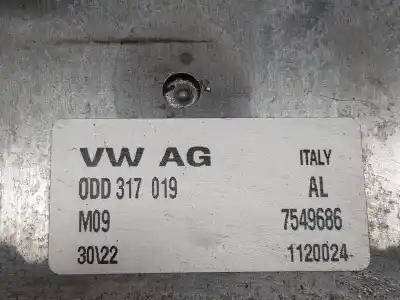 VW AG ITALY
0DD 317 019 AL
M09 7549686
30\22 1120024